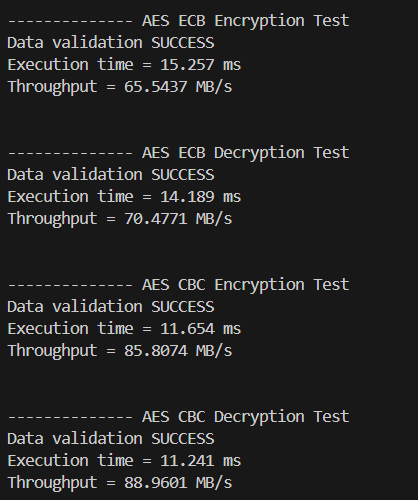 -------------- AES ECB Encryption Test
Data validation SUCCESS
Execution time = 15.257 ms
Throughput = 65.5437 MB/s
-------------- AES ECB Decryption Test
Data validation SUCCESS
Execution time = 14.189 ms
Throughput = 70.4771 MB/s
-------------- AES CBC Encryption Test
Data validation SUCCESS
Execution time = 11.654 ms
Throughput = 85.8074 MB/s
-------------- AES CBC Decryption Test
Data validation SUCCESS
Execution time = 11.241 ms
Throughput = 88.9601 MB/s